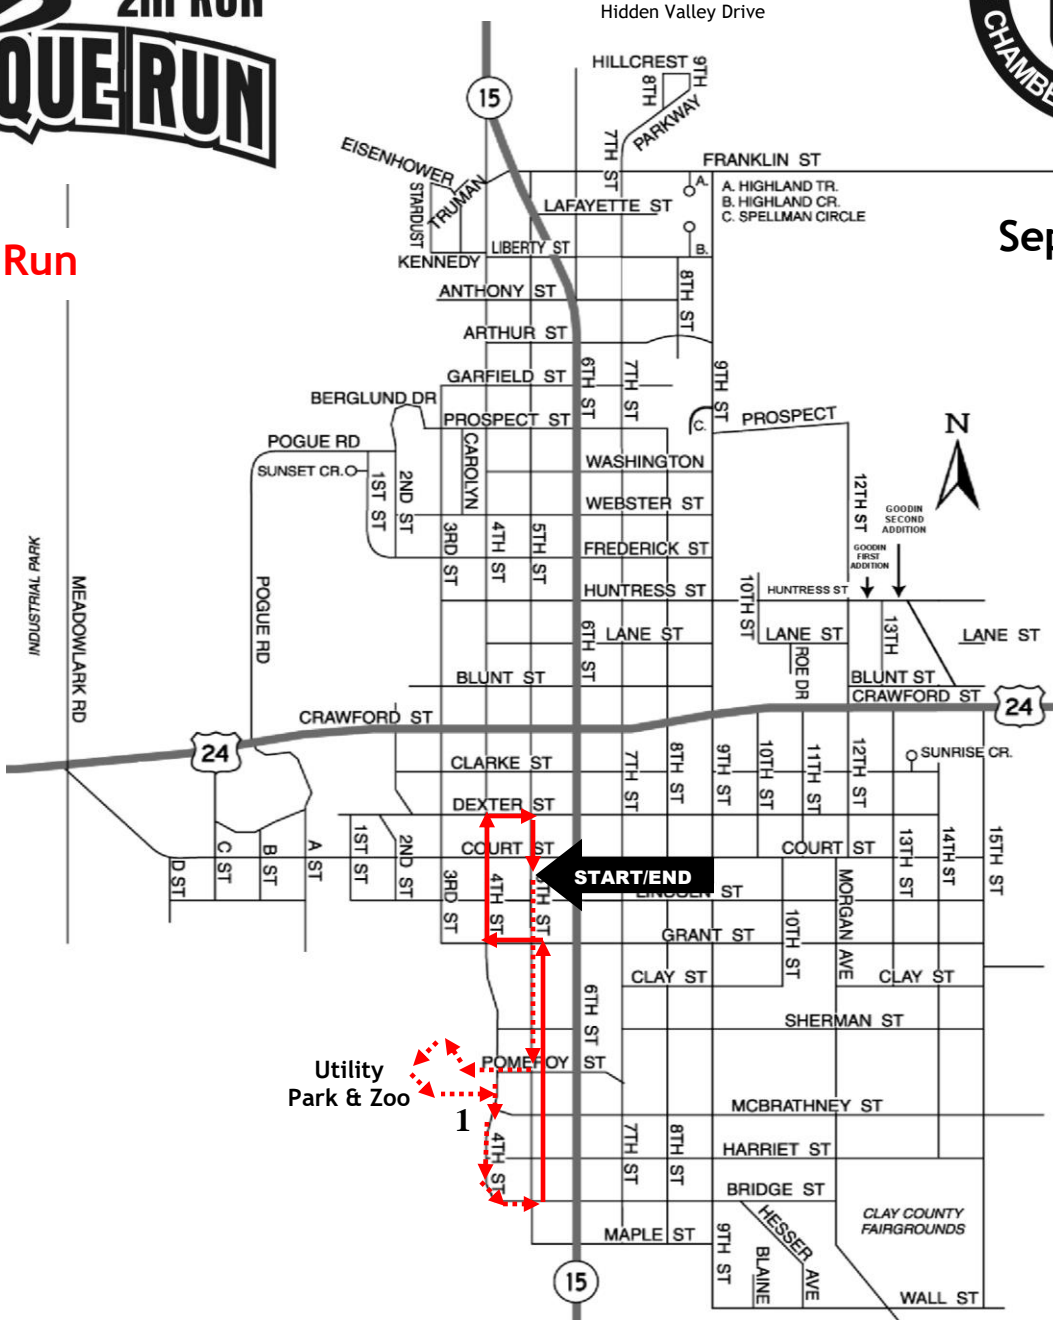 2mi RUN
QUE RUN
Hidden Valley Drive
CHAMBE
Run
Sep
15
HILLCREST
8TH
9TH
PARKWAY
7TH ST
FRANKLIN ST
EISENHOWER
STARDUST
TRUMAN
A.
A. HIGHLAND TR.
B. HIGHLAND CR.
C. SPELLMAN CIRCLE
LAFAYETTE ST
LIBERTY ST
B.
KENNEDY
ANTHONY ST
8TH ST
ARTHUR ST
GARFIELD ST
6TH ST
7TH ST
9TH ST
BERGLUND DR
PROSPECT ST
C.
PROSPECT
N
POGUE RD
SUNSET CR.
1ST ST
2ND ST
CAROLYN
WASHINGTON
WEBSTER ST
12TH ST
GOODIN
SECOND
ADDITION
3RD ST
4TH ST
5TH ST
FREDERICK ST
GOODIN
FIRST
ADDITION
INDUSTRIAL PARK
MEADOWLARK RD
POGUE RD
HUNTRESS ST
10TH ST
HUNTRESS ST
6TH ST
LANE ST
LANE ST
13TH
LANE ST
ROE DR
BLUNT ST
BLUNT ST
CRAWFORD ST
CRAWFORD ST
24
24
CLARKE ST
7TH ST
8TH ST
9TH ST
10TH ST
11TH ST
12TH ST
SUNRISE CR.
DEXTER ST
D ST
C ST
B ST
A ST
1ST ST
2ND ST
COURT ST
COURT ST
13TH ST
14TH ST
15TH ST
START/END
3RD ST
4TH ST
5TH ST
LINCOLN ST
MORGAN AVE
10TH ST
GRANT ST
CLAY ST
CLAY ST
6TH ST
SHERMAN ST
Utility
Park & Zoo
POMEROY ST
1
MCBRATHNEY ST
4TH ST
7TH ST
8TH ST
HARRIET ST
BRIDGE ST
CLAY COUNTY
FAIRGROUNDS
MAPLE ST
HESSER AVE
9TH ST
BLAINE
15
WALL ST